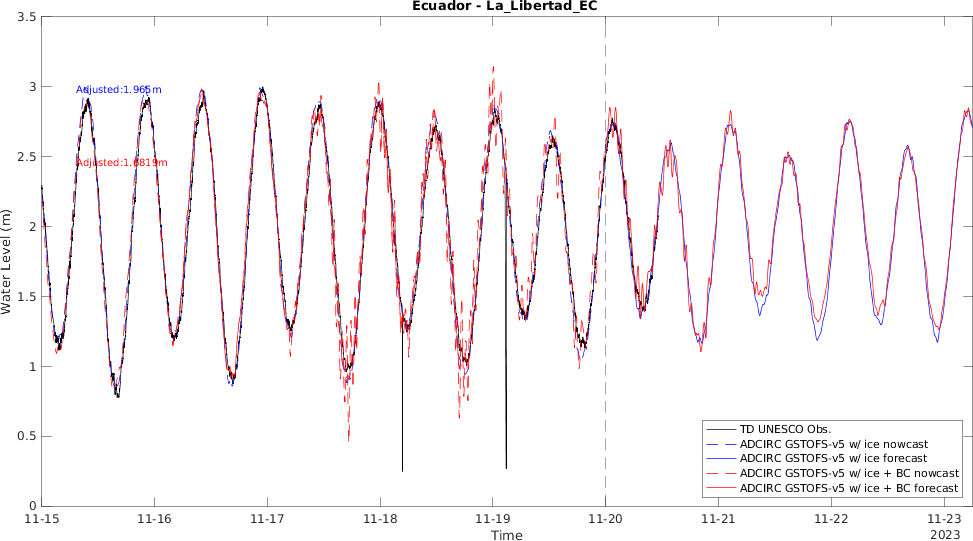 Ecuador - La_Libertad_EC
3.5
3
2.5
2
1.5
1
0.5
0
Water Level (m)
Adjusted:1.965m
Adjusted:1.6819m
TD UNESCO Obs.
ADCIRC GSTOFS-v5 w/ ice nowcast
ADCIRC GSTOFS-v5 w/ ice forecast
ADCIRC GSTOFS-v5 w/ ice + BC nowcast
ADCIRC GSTOFS-v5 w/ ice + BC forecast
11-15 11-16 11-17 11-18 11-19 11-20 11-21 11-22 11-23
Time
2023